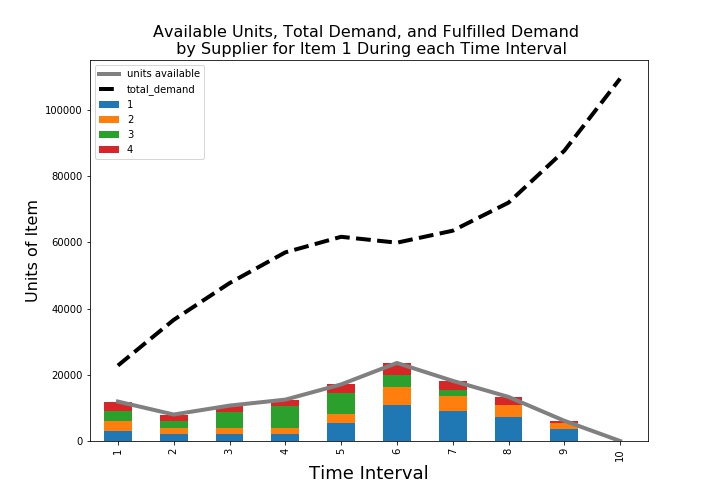 Available Units, Total Demand, and Fulfilled Demand
by Supplier for Item 1 During each Time Interval
units available
total_demand
1
2
3
4
Units of Item
100000
80000
60000
40000
20000
0
1 2 3 4 5 6 7 8 9 10
Time Interval